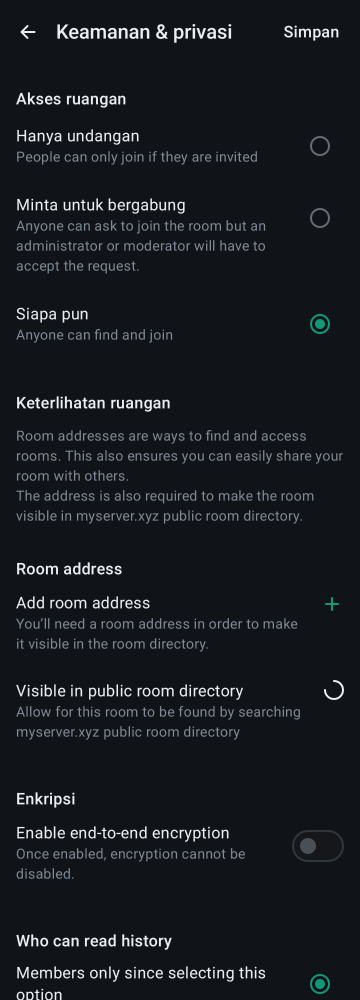 Keamanan & privasi
Simpan
Akses ruangan
Hanya undangan
People can only join if they are invited
Minta untuk bergabung
Anyone can ask to join the room but an
administrator or moderator will have to
accept the request.
Siapa pun
Anyone can find and join
Keterlihatan ruangan
Room addresses are ways to find and access
rooms. This also ensures you can easily share your
room with others.
The address is also required to make the room
visible in myserver.xyz public room directory.
Room address
Add room address
You’ll need a room address in order to make
it visible in the room directory.
Visible in public room directory
Allow for this room to be found by searching
myserver.xyz public room directory
Enkripsi
Enable end-to-end encryption
Once enabled, encryption cannot be
disabled.
Who can read history
Members only since selecting this
option